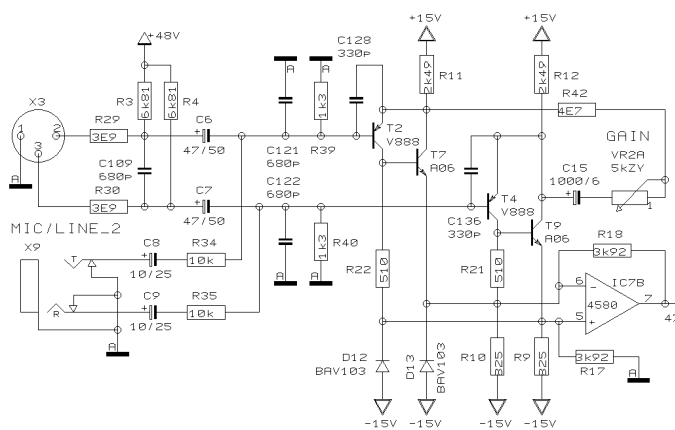 +15V
+15V
+48V
C128
330p
A
A
R11
2k49
R12
2k49
R42
4E7
X3
R3
6k81
R4
6k81
R29
3E9
C6
+
47/50
1
2
3
1k3
R39
T2
V888
T7
A06
GAIN
VR2A
5kZY
C15
1000/6
+
1
C109
680p
C121
680p
C122
680p
R30
3E9
C7
+
47/50
A
T4
V888
C136
330p
T9
A06
MIC/LINE_2
X9
C8
+
10/25
R34
10k
1k3
R40
A
A
R18
3k92
T
R
C9
+
10/25
R35
10k
R22
510
R21
510
IC7B
4580
6
-
5
+
7
47
A
D12
BAV103
D13
BAV103
R10
825
R9
825
3k92
R17
A
-15V
-15V
-15V
-15V